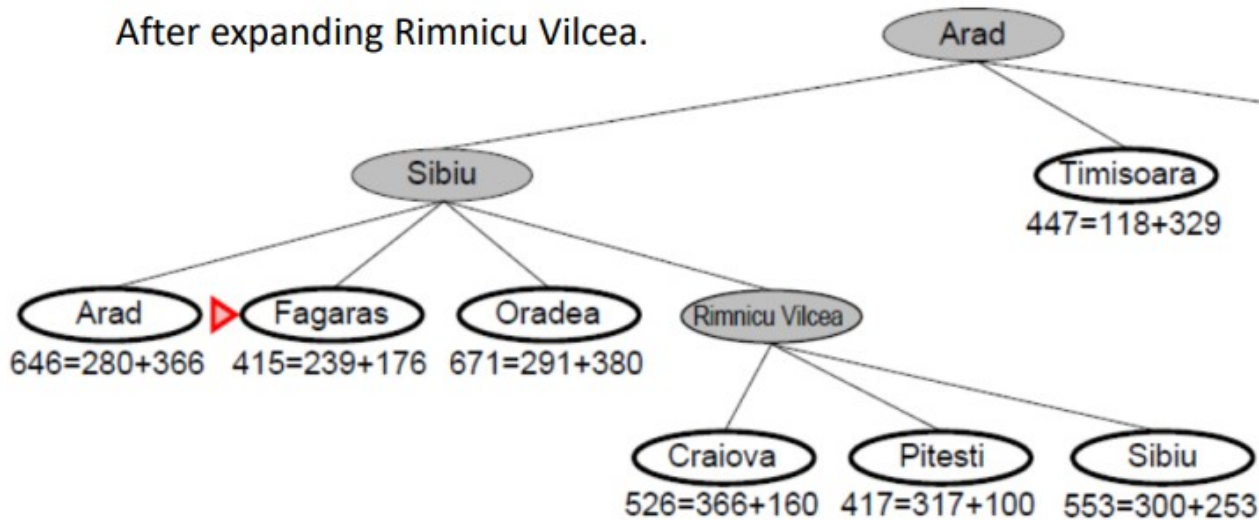 After expanding Rimnicu Vilcea.
Arad
Sibiu
Timisoara
447=118+329
Arad
Fagaras
Oradea
Rimnicu Vilcea
646=280+366
415=239+176
671=291+380
Craiova
Pitesti
Sibiu
526=366+160
417=317+100
553=300+253